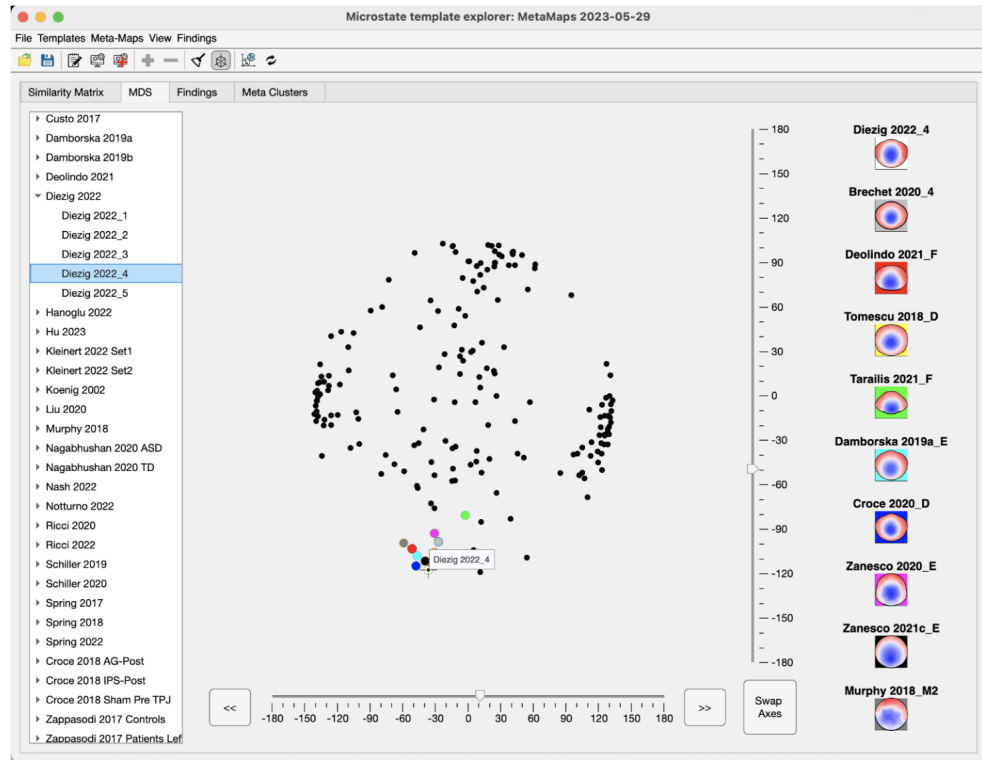 Microstate template explorer: MetaMaps 2023-05-29
File Templates Meta-Maps View Findings
Similarity Matrix MDS Findings Meta Clusters
Custo 2017
Damborska 2019a
Damborska 2019b
Deolindo 2021
Diezig 2022
Diezig 2022_1
Diezig 2022_2
Diezig 2022_3
Diezig 2022_4
Diezig 2022_5
Hanoglu 2022
Hu 2023
Kleinert 2022 Set1
Kleinert 2022 Set2
Koenig 2002
Liu 2020
Murphy 2018
Nagabhushan 2020 ASD
Nagabhushan 2020 TD
Nash 2022
Notturno 2022
Ricci 2020
Ricci 2022
Schiller 2019
Schiller 2020
Spring 2017
Spring 2018
Spring 2022
Croce 2018 AG-Post
Croce 2018 IPS-Post
Croce 2018 Sham Pre TPJ
Zappasodi 2017 Controls
Zappasodi 2017 Patients Lef
Diezig 2022_4
180
150
120
90
60
30
0
-30
-60
-90
-120
-150
-180
<<
-180 -150 -120 -90 -60 -30 0 30 60 90 120 150 180
>>
Swap
Axes
Diezig 2022_4
Brechet 2020_4
Deolindo 2021_F
Tomescu 2018_D
Tarailis 2021_F
Damborska 2019a_E
Croce 2020_D
Zanesco 2020_E
Zanesco 2021c_E
Murphy 2018_M2